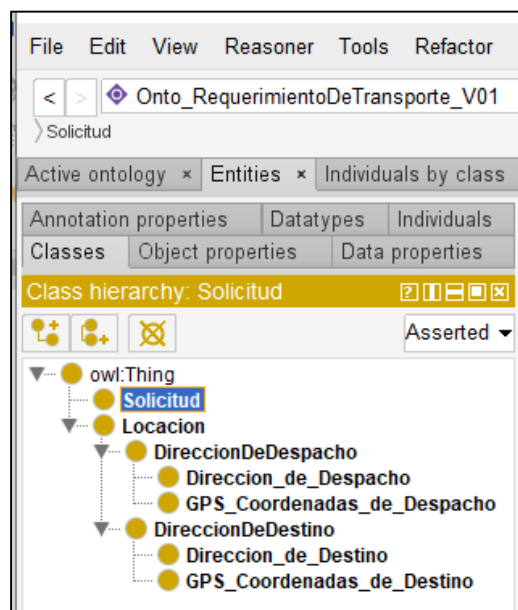 File Edit View Reasoner Tools Refactor
< > Onto_RequerimientoDeTransporte_V01
Solicitud
Active ontology × Entities × Individuals by class
Annotation properties Datatypes Individuals
Classes Object properties Data properties
Class hierarchy: Solicitud
Asserted
owl:Thing
Solicitud
Locacion
DireccionDeDespacho
Direccion_de_Despacho
GPS_Coordenadas_de_Despacho
DireccionDeDestino
Direccion_de_Destino
GPS_Coordenadas_de_Destino